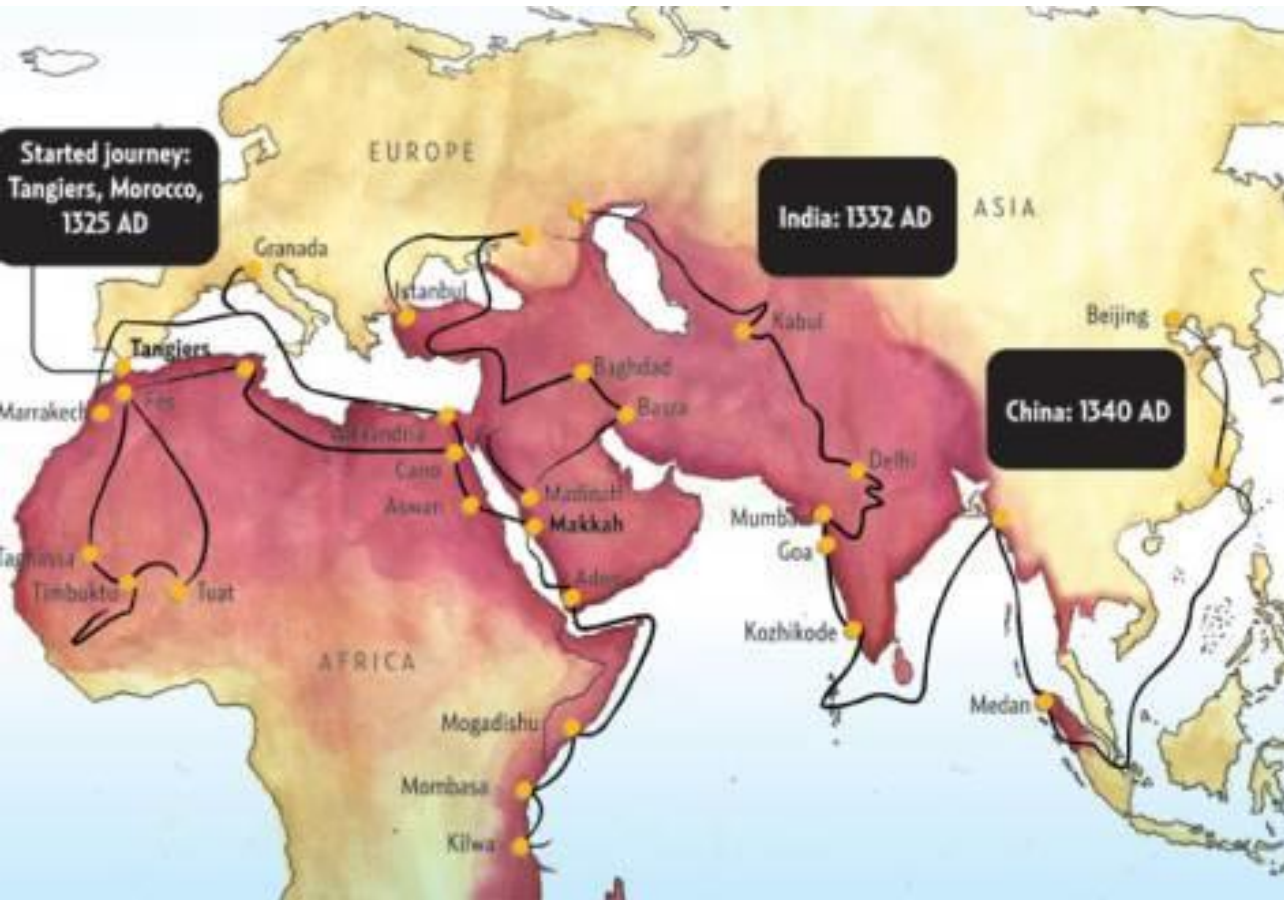 Started journey:
Tangiers, Morocco,
1325 AD
EUROPE
India: 1332 AD
ASIA
Granada
Istanbul
Beijing
Kabul
Tangiers
Baghdad
China: 1340 AD
Fes
Marrakech
Basra
Alexandria
Cairo
Delhi
Aswan
Madinah
Makkah
Mumbai
Goa
Taghassa
Timbuktu
Tuat
Aden
Kozhikode
AFRICA
Medan
Mogadishu
Mombasa
Kilwa